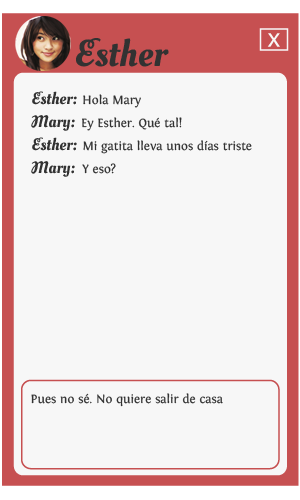 Esther
X
Esther: Hola Mary
Mary: Ey Esther. Qué tal!
Esther: Mi gatita lleva unos días triste
Mary: Y eso?
Pues no sé. No quiere salir de casa